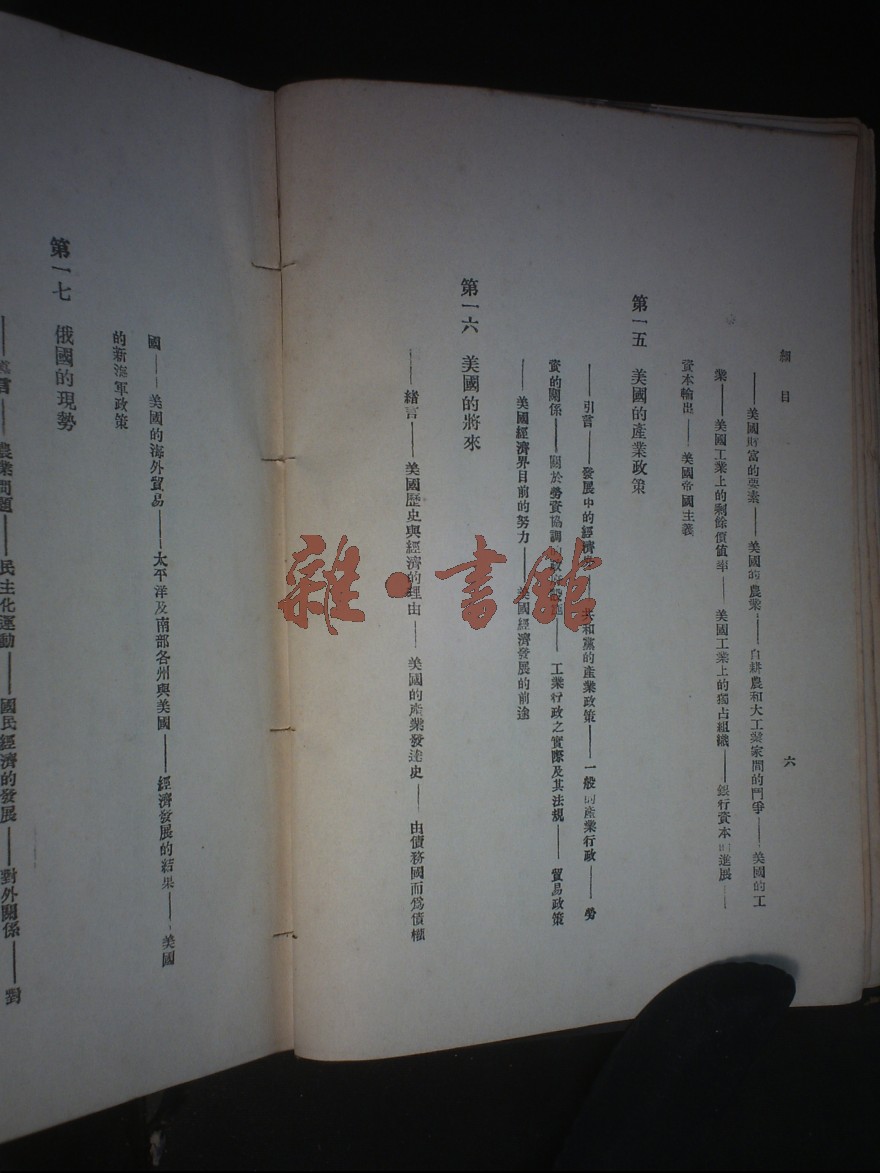 細目
六
——美國財富的要素——美國的農業——自耕農和大工業家間的鬥爭——美國的工
業——美國工業上的剩餘價值率——美國工業上的獨占組織——銀行資本的進展——
資本輸出——美國帝國主義
第一五 美國的產業政策
——引言——發展中的經濟——共和黨的產業政策——一般的產業行政——勞
資的關係——關於勞資協調——工業行政之實際及其法規——貿易政策
——美國經濟界目前的努力——美國經濟發展的前途
第一六 美國的將來
——緒言——美國歷史與經濟的理由——美國的產業發達史——由債務國而為債權
國——美國的海外貿易——太平洋及南部各州與美國——經濟發展的結果——美國
的新海軍政策
第一七 俄國的現勢
——農業問題——民主化運動——國民經濟的發展——對外關係——對
雜·書館